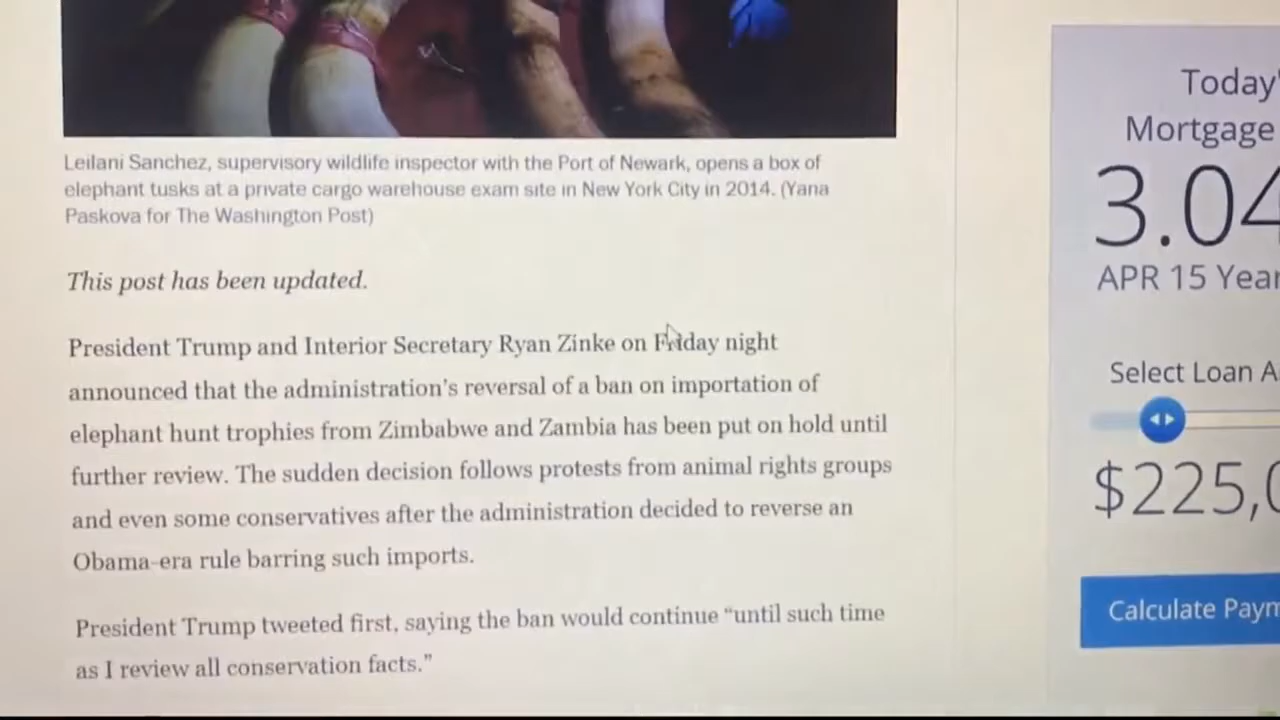 Leilani Sanchez, supervisory wildlife inspector with the Port of Newark, opens a box of
elephant tusks at a private cargo warehouse exam site in New York City in 2014. (Yana
Paskova for The Washington Post)
This post has been updated.
President Trump and Interior Secretary Ryan Zinke on Friday night
announced that the administration's reversal of a ban on importation of
elephant hunt trophies from Zimbabwe and Zambia has been put on hold until
further review. The sudden decision follows protests from animal rights groups
and even some conservatives after the administration decided to reverse an
Obama-era rule barring such imports.
President Trump tweeted first, saying the ban would continue “until such time
as I review all conservation facts.”
Today'
Mortgage
3.04
APR 15 Year
Select Loan A
$225,0
Calculate Paym